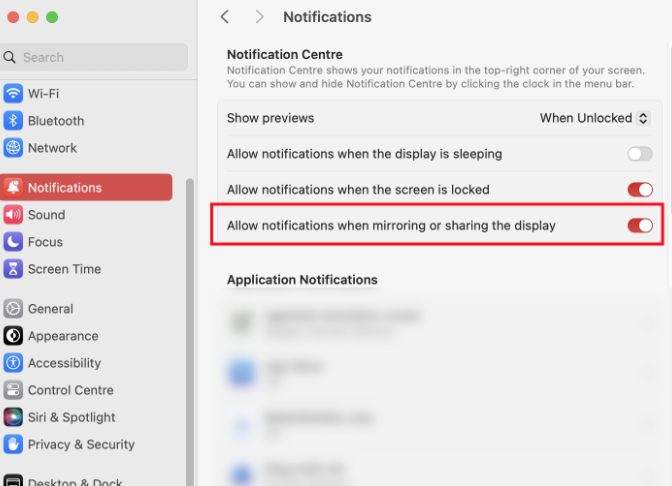 Notifications
Search
Wi-Fi
Bluetooth
Network
Notifications
Sound
Focus
Screen Time
General
Appearance
Accessibility
Control Centre
Siri & Spotlight
Privacy & Security
Desktop & Dock
Notification Centre
Notification Centre shows your notifications in the top-right corner of your screen.
You can show and hide Notification Centre by clicking the clock in the menu bar.
Show previews When Unlocked
Allow notifications when the display is sleeping
Allow notifications when the screen is locked
Allow notifications when mirroring or sharing the display
Application Notifications